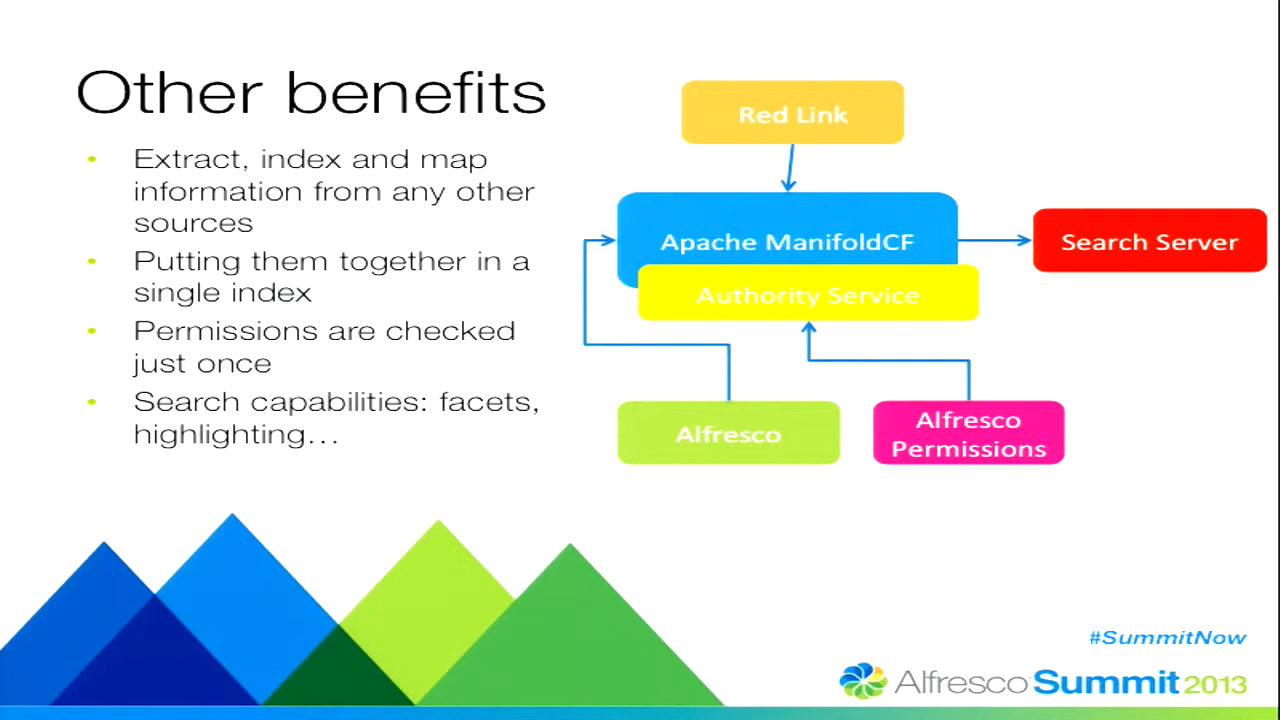 Other benefits
• Extract, index and map
information from any other
sources
• Putting them together in a
single index
• Permissions are checked
just once
• Search capabilities: facets,
highlighting...
Red Link
Apache ManifoldCF
Search Server
Authority Service
Alfresco
Alfresco
Permissions
#SummitNow
Alfresco Summit 2013